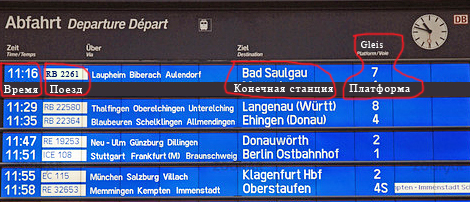 Abfahrt Departure Départ DB
Zeit Über Ziel Gleis
Time/Temps Via Destination Platform/Voie
11:16 RB 2261 Laupheim Biberach Aulendorf Bad Saulgau 7
Время Поезд Конечная станция Платформа
11:29 RB 22580 Thalfingen Oberelchingen Unterelching Langenau (Württ) 8
11:35 RB 22364 Blaubeuren Schelklingen Allmendingen Ehingen (Donau) 4
11:47 RE 19253 Neu - Ulm Günzburg Dillingen Donauwörth 2
11:51 ICE 108 Stuttgart Frankfurt (M) Braunschweig Berlin Ostbahnhof 1
11:55 EC 115 München Salzburg Villach Klagenfurt Hbf 2
11:58 RE 32653 Memmingen Kempten Immenstadt Oberstaufen 4S